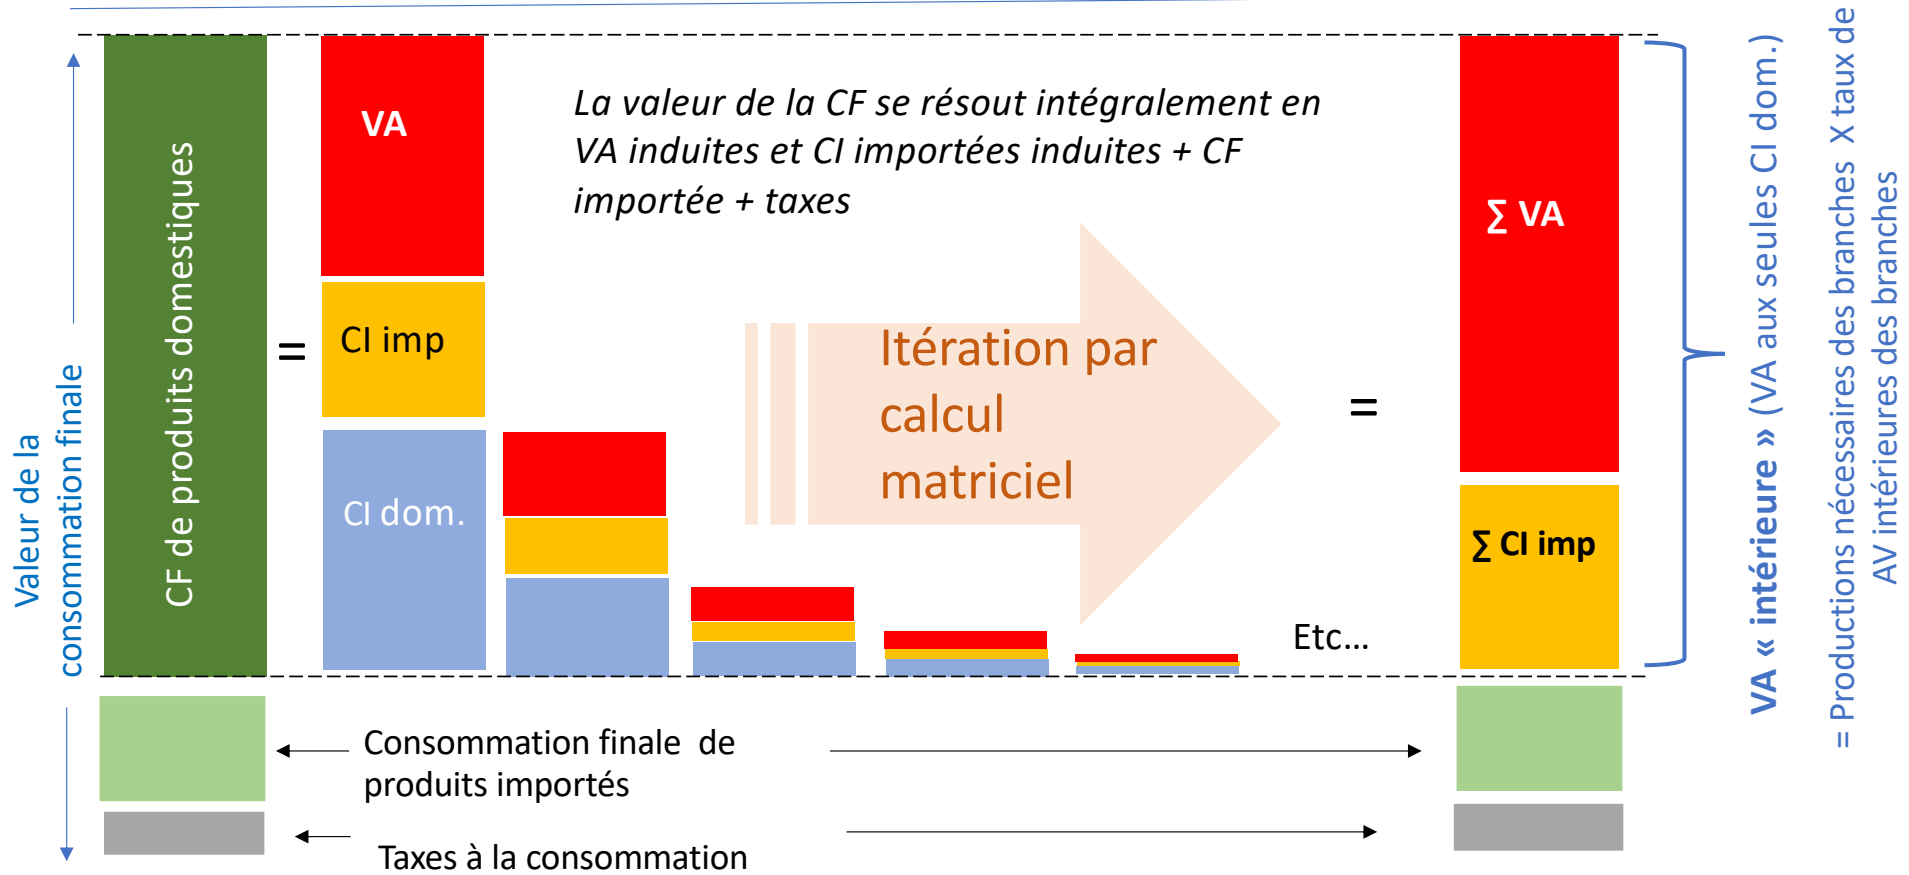 La valeur de la CF se résout intégralement en
VA induites et CI importées induites + CF
importée + taxes
Valeur de la
consommation finale
CF de produits domestiques
=
VA
CI imp
CI dom.
Itération par
calcul
matriciel
Etc...
=
∑ VA
∑ CI imp
VA « intérieure » (VA aux seules CI dom.)
= Productions nécessaires des branches X taux de
AV intérieures des branches
Consommation finale de
produits importés
Taxes à la consommation